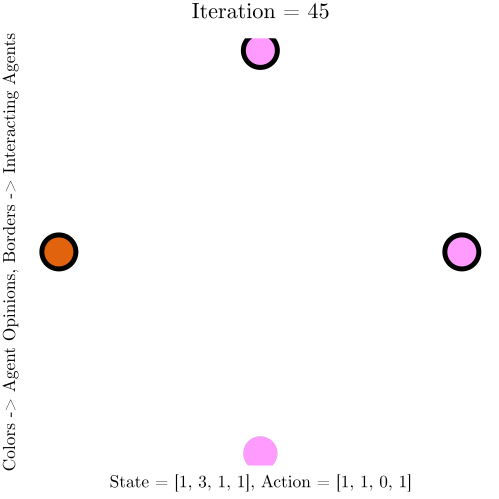 Iteration = 45
Colors -> Agent Opinions, Borders -> Interacting Agents
State = [1, 3, 1, 1], Action = [1, 1, 0, 1]